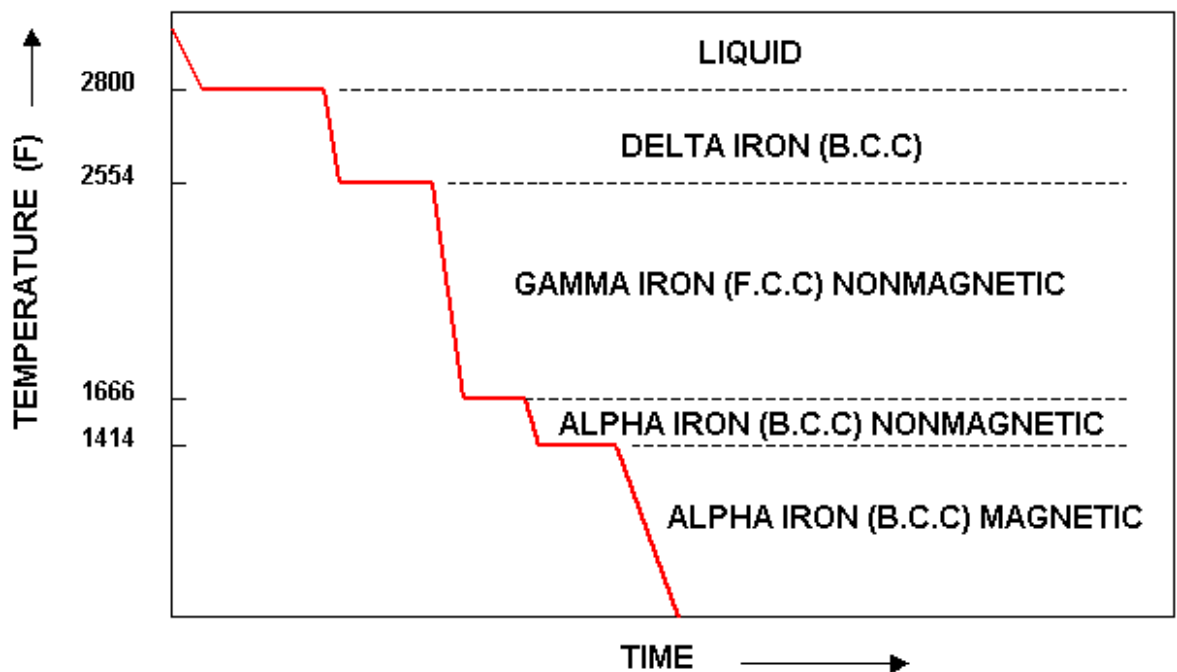 LIQUID
2800
DELTA IRON (B.C.C)
2554
GAMMA IRON (F.C.C) NONMAGNETIC
TEMPERATURE (F)
1666
ALPHA IRON (B.C.C) NONMAGNETIC
1414
ALPHA IRON (B.C.C) MAGNETIC
TIME